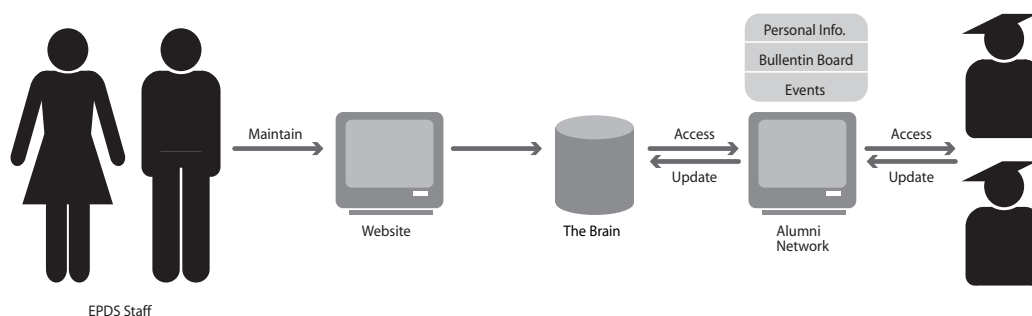 Personal Info.
Bullentin Board
Events
Maintain
Access
Update
Access
Update
Website
The Brain
Alumni
Network
EPDS Staff